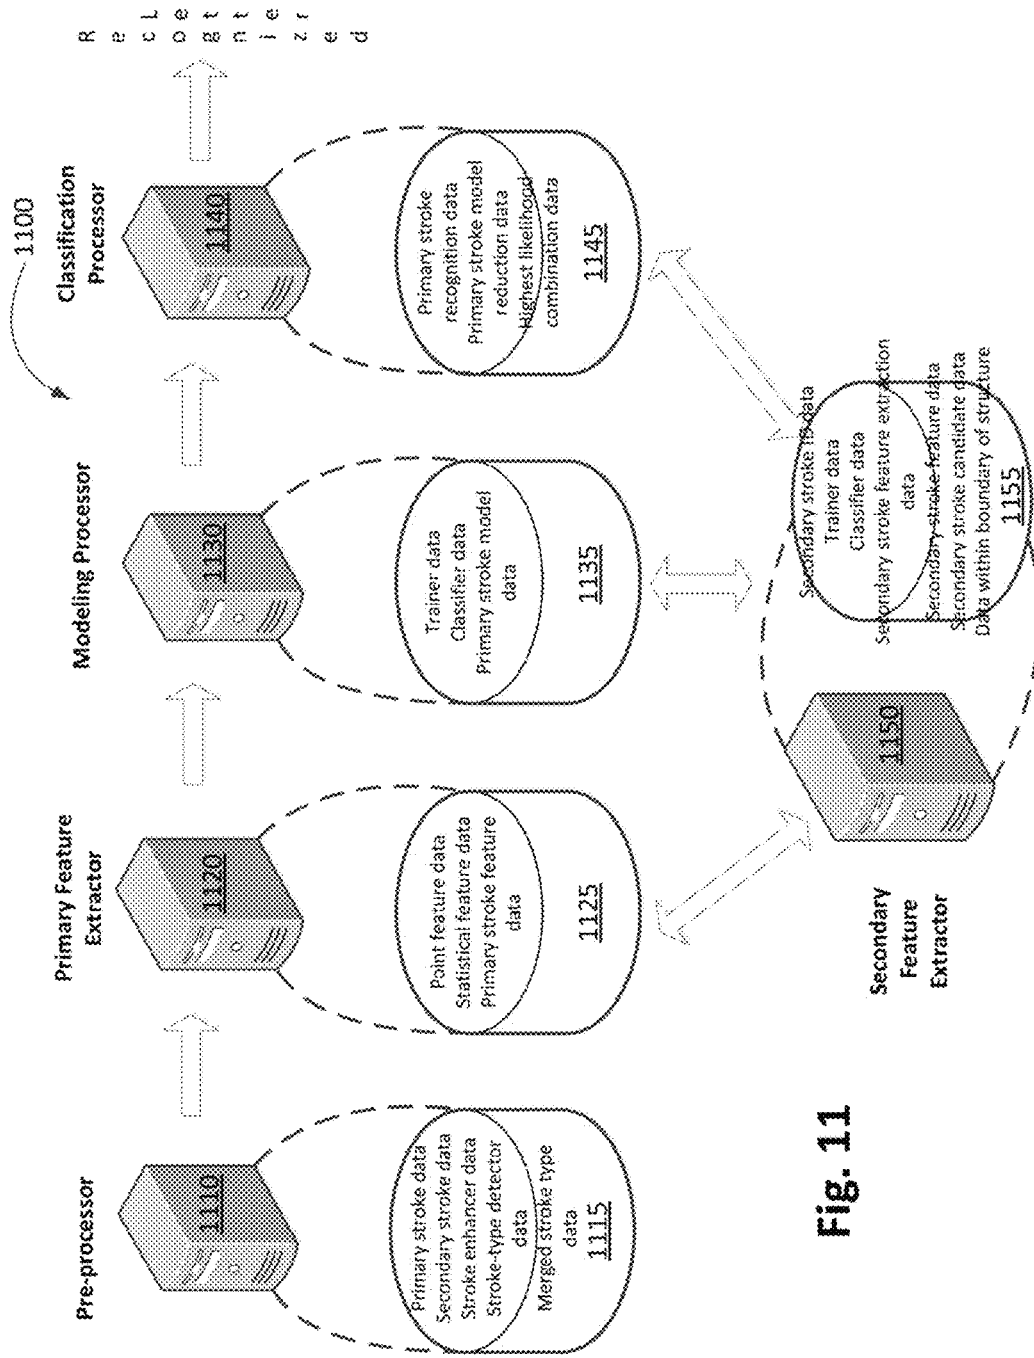 1100
Pre-processor
1110
Primary stroke data
Secondary stroke data
Stroke enhancer data
Stroke-type detector
data
Merged stroke type
data
1115
Primary Feature
Extractor
1120
Point feature data
Statistical feature data
Primary stroke feature
data
1125
Modeling Processor
1130
Trainer data
Classifier data
Primary stroke model
data
1135
Classification
Processor
1140
Primary stroke
recognition data
Primary stroke model
reduction data
Highest likelihood
combination data
1145
Recognized
Letter
Secondary
Feature
Extractor
1150
Secondary stroke ID data
Trainer data
Classifier data
Secondary stroke feature extraction
data
Secondary stroke feature data
Secondary stroke candidate data
Data within boundary of structure
1155
Fig. 11